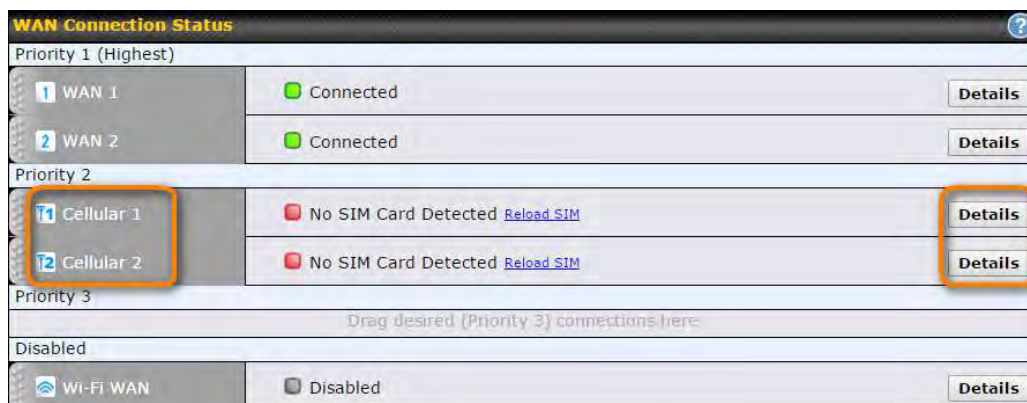 WAN Connection Status ?
Priority 1 (Highest)
1 WAN 1 Connected Details
2 WAN 2 Connected Details
Priority 2
1 Cellular 1 No SIM Card Detected Reload SIM Details
2 Cellular 2 No SIM Card Detected Reload SIM Details
Priority 3
Drag desired (Priority 3) connections here
Disabled
Wi-Fi WAN Disabled Details